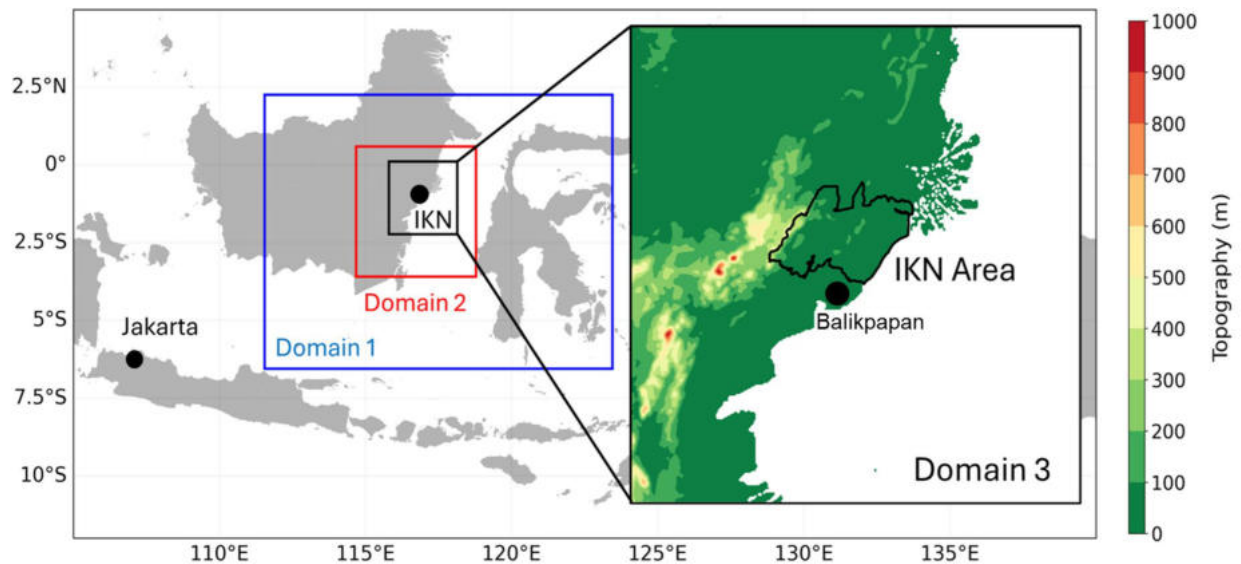 2.5°N
0°
2.5°S
5°S
7.5°S
10°S
110°E
115°E
120°E
125°E
130°E
135°E
Jakarta
IKN
Domain 2
Domain 1
IKN Area
Balikpapan
Domain 3
1000
900
800
700
600
500
400
300
200
100
0
Topography (m)